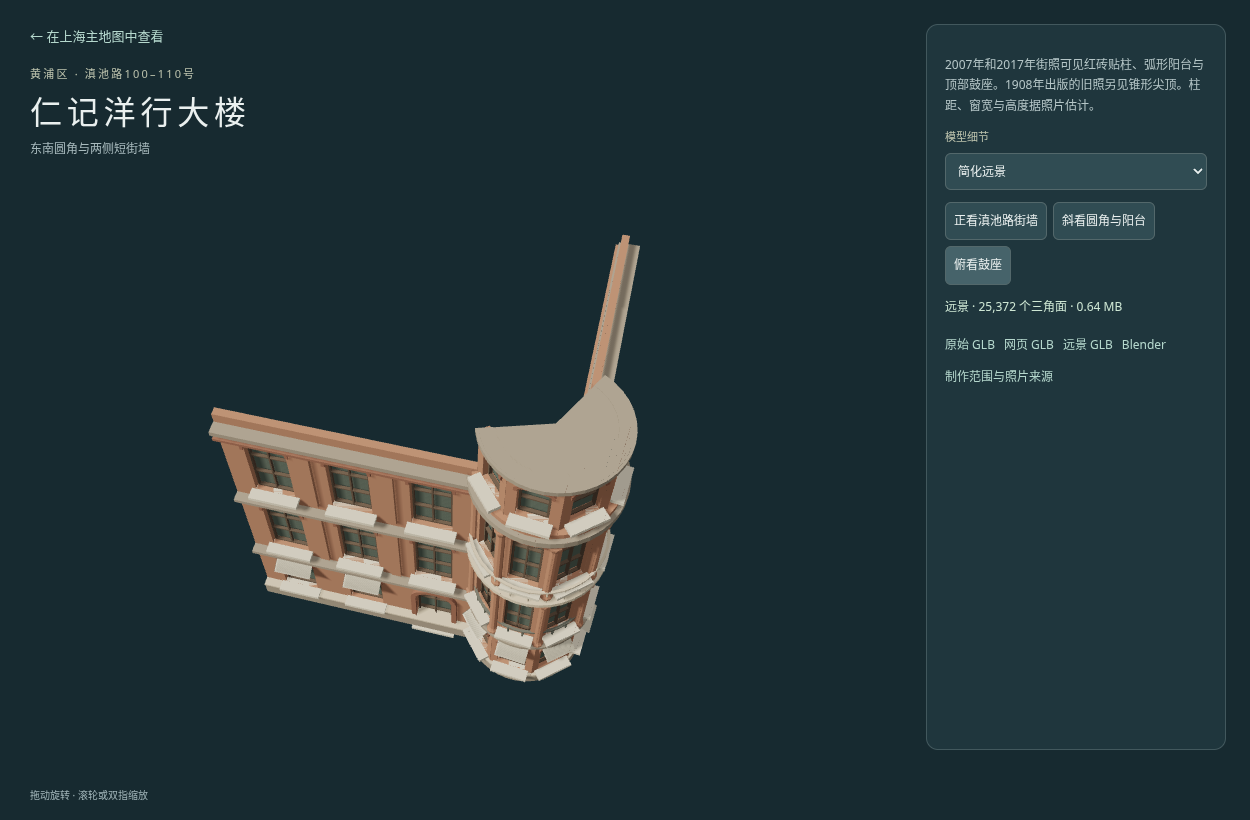 ← 在上海主地图中查看
黄浦区 · 滇池路100–110号
仁记洋行大楼
东南圆角与两侧短街墙
2007年和2017年街照可见红砖贴柱、弧形阳台与
顶部鼓座。1908年出版的旧照另见锥形尖顶。柱
距、窗宽与高度据照片估计。
模型细节
简化远景
正看滇池路街墙 斜看圆角与阳台
俯看鼓座
远景 · 25,372 个三角面 · 0.64 MB
原始 GLB 网页 GLB 远景 GLB Blender
制作范围与照片来源
拖动旋转 · 滚轮或双指缩放